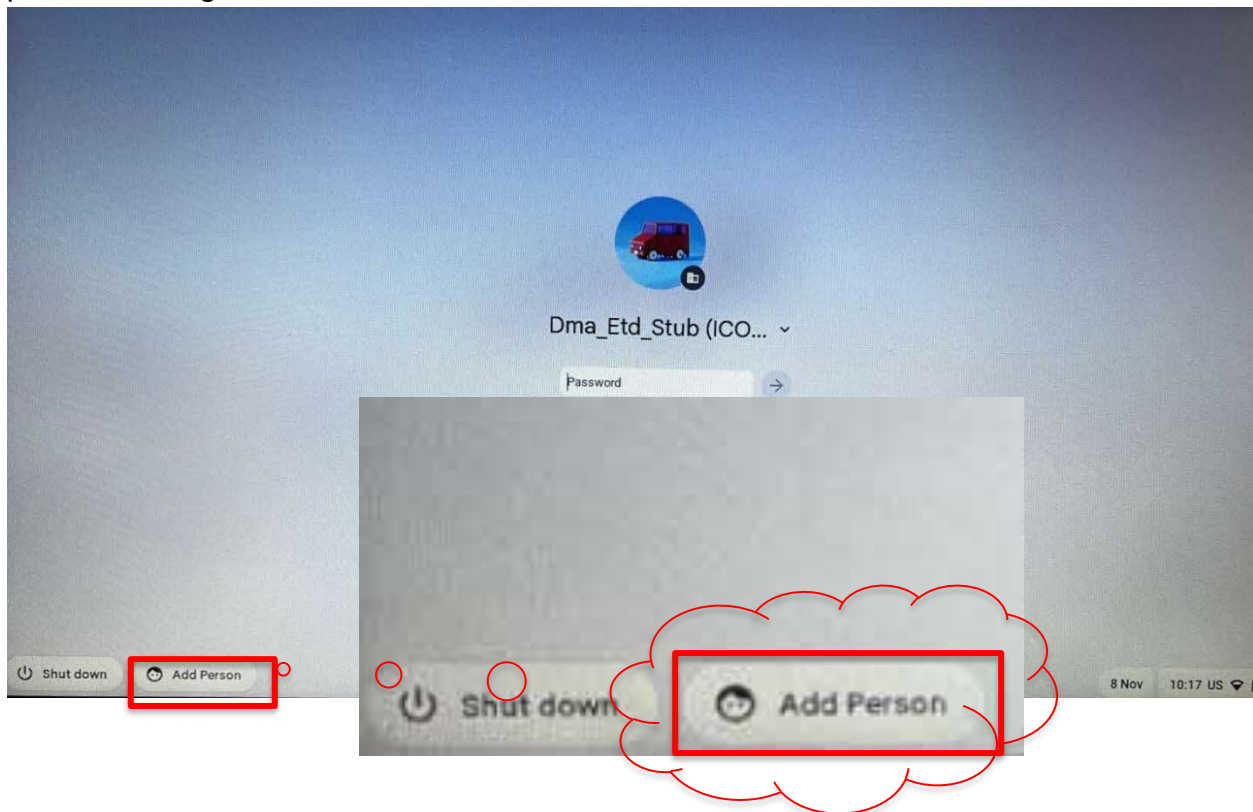 Dma_Etd_Stub (ICO...
Password
Shut down
Add Person
8 Nov
10:17 US
Shut down
Add Person